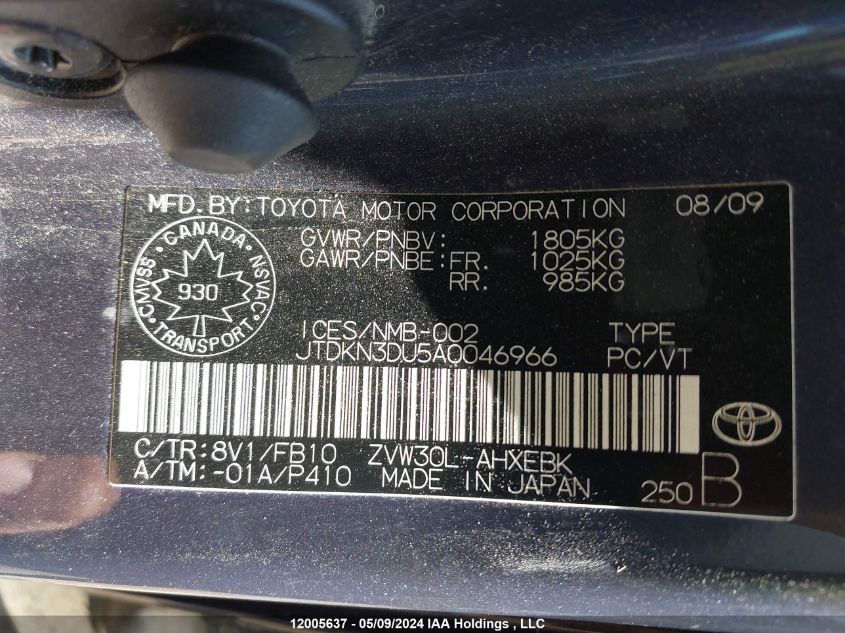 MFD. BY: TOYOTA MOTOR CORPORATION 08/09
GVWR/PNBV: 1805KG
GAWR/PNBE: FR. 1025KG
RR. 985KG
CANADA
CMVSS 930 NSVAC
TRANSPORT
ICES/NMB-002 TYPE
JTDKN3DU5A0046966 PC/VT
C/TR: 8V1/FB10 ZVW30L-AHXEBK
A/TM: -01A/P410 MADE IN JAPAN 250 B
12005637 - 05/09/2024 IAA Holdings , LLC